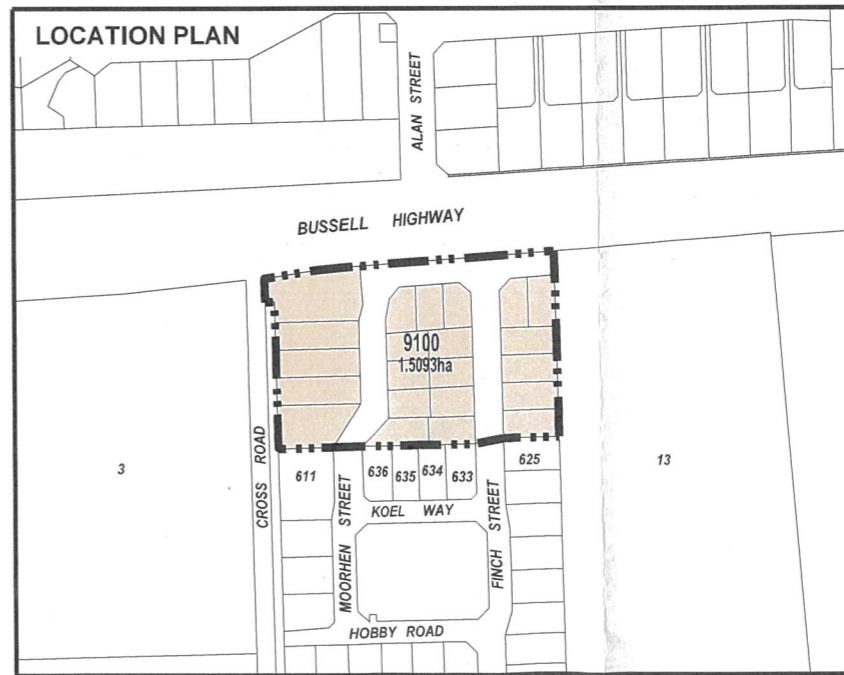 LOCATION PLAN
ALAN STREET
BUSSELL HIGHWAY
9100
1.5093ha
3
CROSS ROAD
611
MOORHEN STREET
636
635
634
633
625
13
KOEL WAY
FINCH STREET
HOBBY ROAD